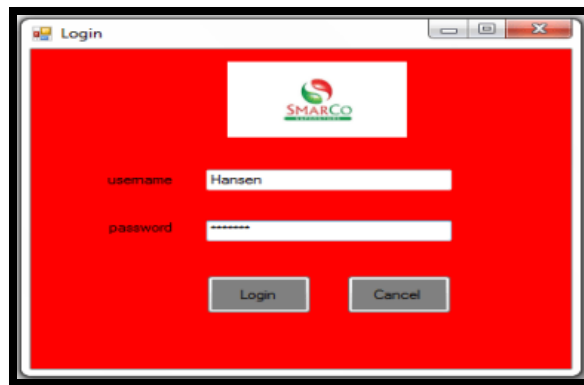 Login
SMARCO
username
Hansen
password
*******
Login
Cancel